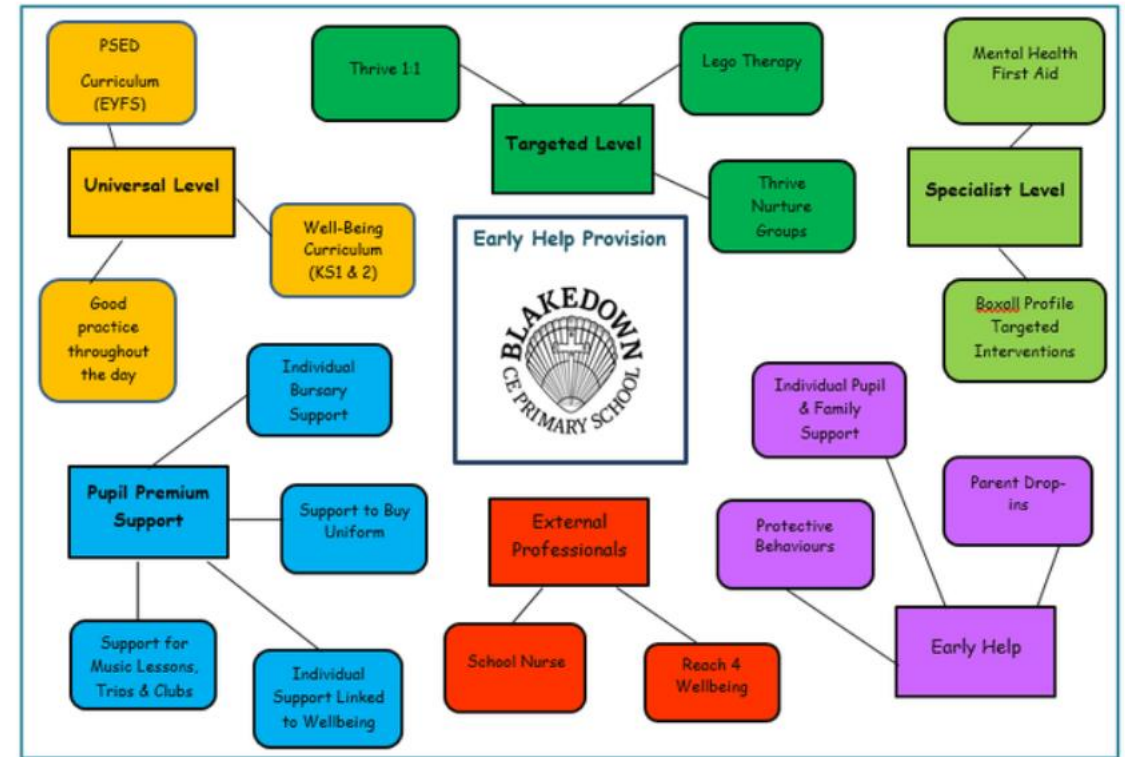 PSED
Curriculum
(EYFS)
Universal Level
Well-Being
Curriculum
(KS1 & 2)
Good
practice
throughout
the day
Thrive 1:1
Targeted Level
Lego Therapy
Thrive
Nurture
Groups
Mental Health
First Aid
Specialist Level
Boxall Profile
Targeted
Interventions
Early Help Provision
BLAKEDOWN
CE PRIMARY SCHOOL
Individual
Bursary
Support
Pupil Premium
Support
Support to Buy
Uniform
Support for
Music Lessons,
Trips & Clubs
Individual
Support Linked
to Wellbeing
External
Professionals
School Nurse
Reach 4
Wellbeing
Individual Pupil
& Family
Support
Parent Drop-
ins
Protective
Behaviours
Early Help